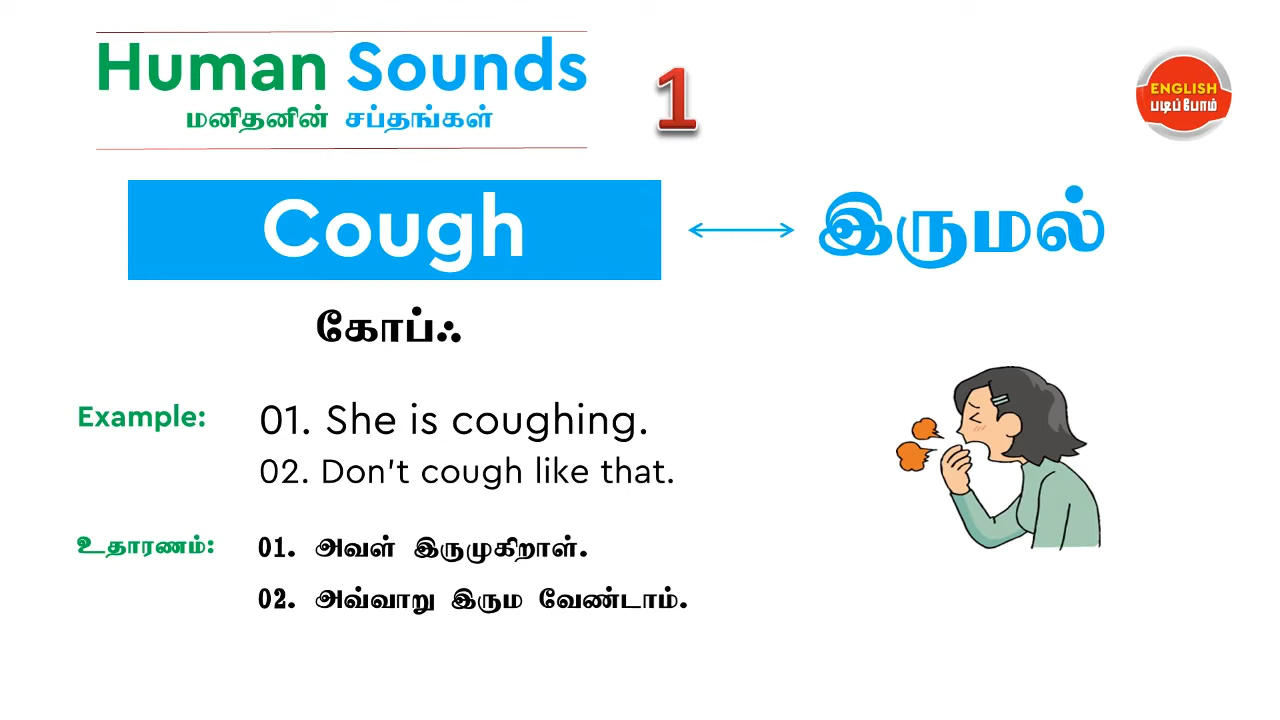 Human Sounds
மனிதனின் சப்தங்கள்
1
ENGLISH
படிப்போம்
Cough
இருமல்
கோப்ஃ
Example:
01. She is coughing.
02. Don't cough like that.
உதாரணம்:
01. அவள் இருமுகிறாள்.
02. அவ்வாறு இரும வேண்டாம்.